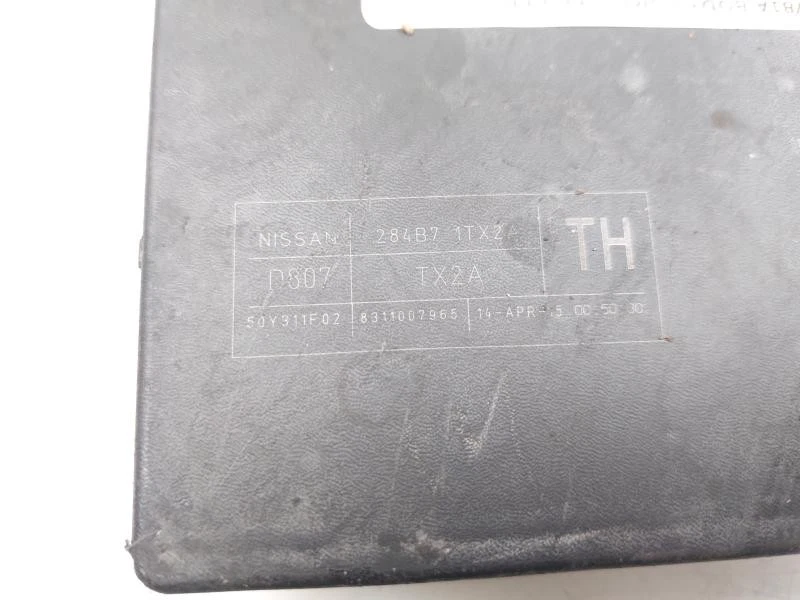 NISSAN 284B7 1TX2A TH
D807 TX2A
50Y311F02 8311007965 14-APR-15 00 50 30